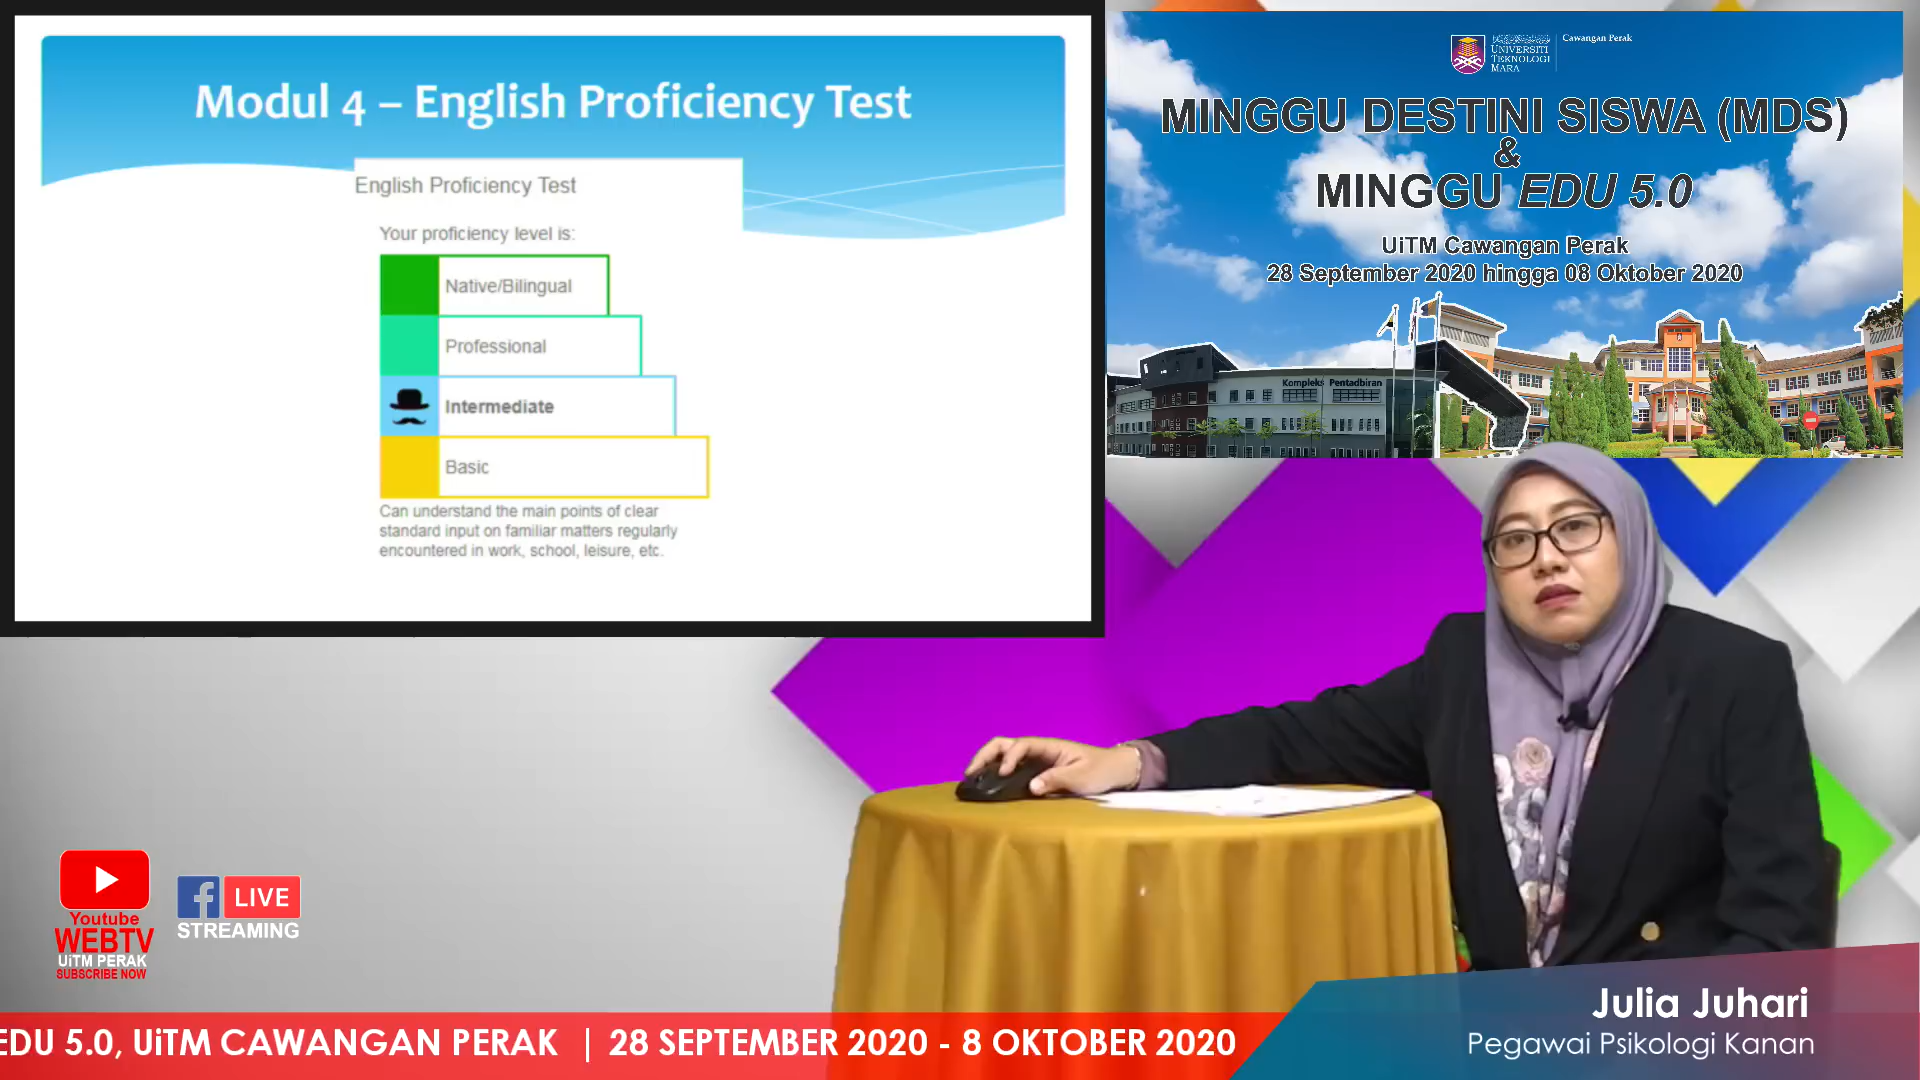 Modul 4 – English Proficiency Test
English Proficiency Test
Your proficiency level is:
Native/Bilingual
Professional
Intermediate
Basic
Can understand the main points of clear
standard input on familiar matters regularly
encountered in work, school, leisure, etc.
UNIVERSITI
TEKNOLOGI
MARA
Cawangan Perak
MINGGU DESTINI SISWA (MDS)
&
MINGGU EDU 5.0
UiTM Cawangan Perak
28 September 2020 hingga 08 Oktober 2020
Kompleks Pentadbiran
Youtube
WEBTV
UiTM PERAK
SUBSCRIBE NOW
f LIVE
STREAMING
Julia Juhari
Pegawai Psikologi Kanan
EDU 5.0, UiTM CAWANGAN PERAK | 28 SEPTEMBER 2020 - 8 OKTOBER 2020